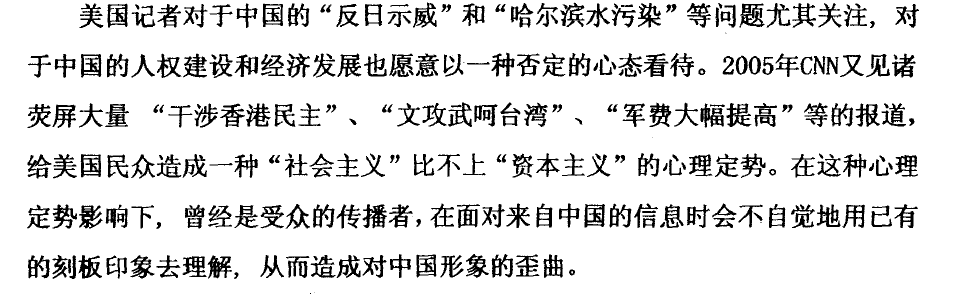 美国记者对于中国的“反日示威”和“哈尔滨水污染”等问题尤其关注，对
于中国的人权建设和经济发展也愿意以一种否定的心态看待。2005年CNN又见诸
荧屏大量 “干涉香港民主”、“文攻武呵台湾”、“军费大幅提高”等的报道，
给美国民众造成一种“社会主义”比不上“资本主义”的心理定势。在这种心理
定势影响下，曾经是受众的传播者，在面对来自中国的信息时会不自觉地用已有
的刻板印象去理解，从而造成对中国形象的歪曲。